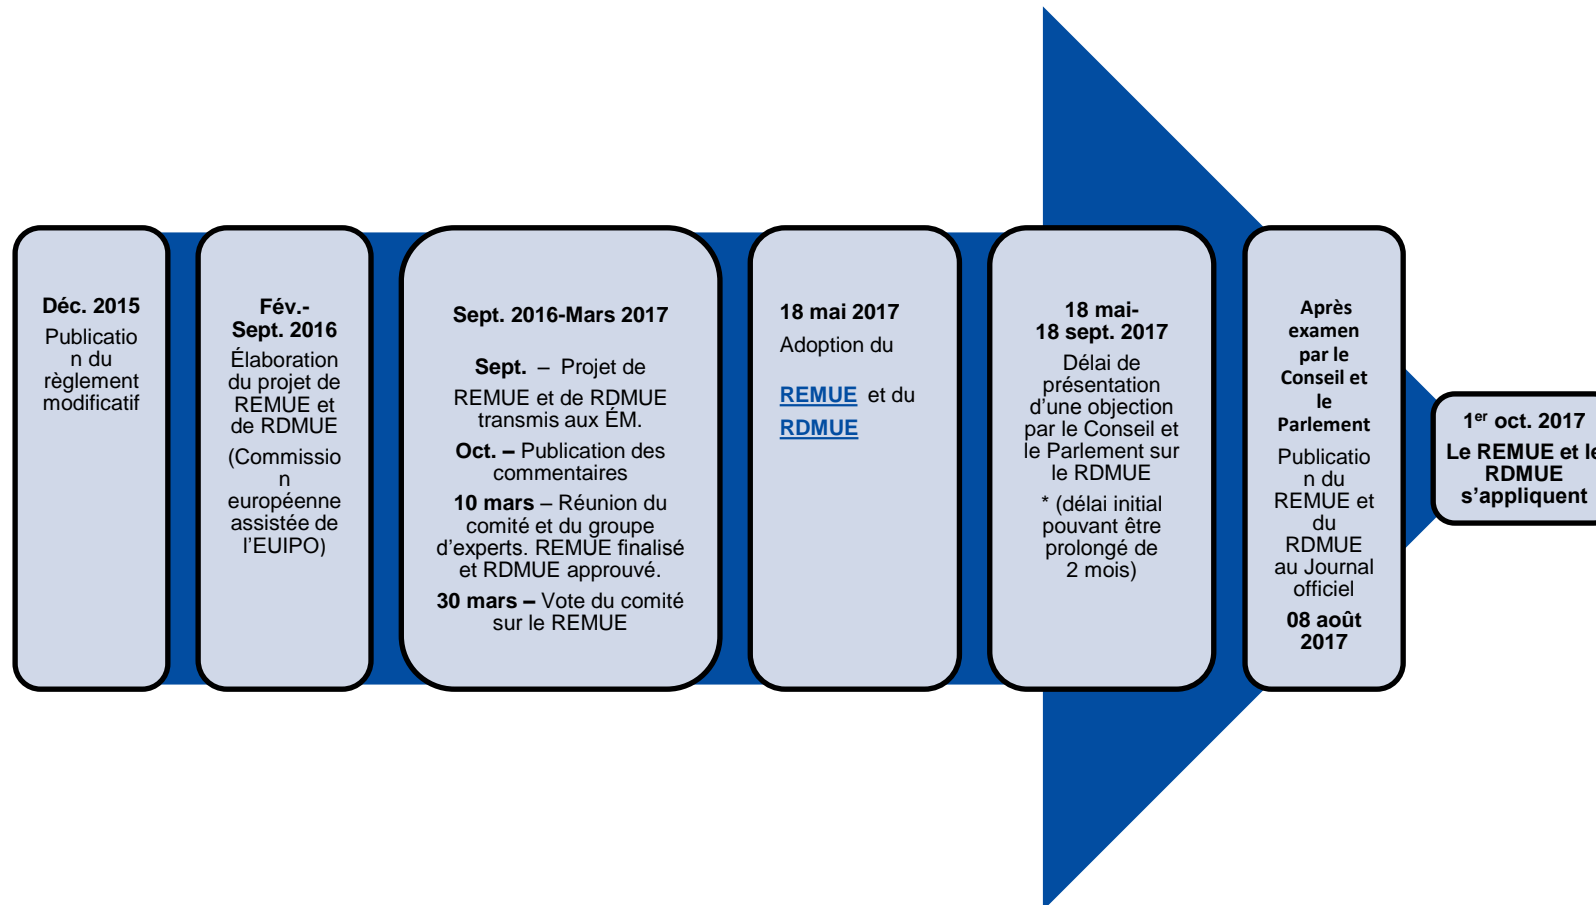 Déc. 2015
Publicatio
n du
règlement
modificatif
Fév.-
Sept. 2016
Élaboration
du projet de
REMUE et
de RDMUE
(Commissio
n
européenne
assistée de
l’EUIPO)
Sept. 2016-Mars 2017
Sept. – Projet de
REMUE et de RDMUE
transmis aux ÉM.
Oct. – Publication des
commentaires
10 mars – Réunion du
comité et du groupe
d’experts. REMUE finalisé
et RDMUE approuvé.
30 mars – Vote du comité
sur le REMUE
18 mai 2017
Adoption du
REMUE et du
RDMUE
18 mai-
18 sept. 2017
Délai de
présentation
d’une objection
par le Conseil et
le Parlement sur
le RDMUE
* (délai initial
pouvant être
prolongé de
2 mois)
Après
examen
par le
Conseil et
le
Parlement
Publicatio
n du
REMUE et
du
RDMUE
au Journal
officiel
08 août
2017
1er oct. 2017
Le REMUE et le
RDMUE
s’appliquent